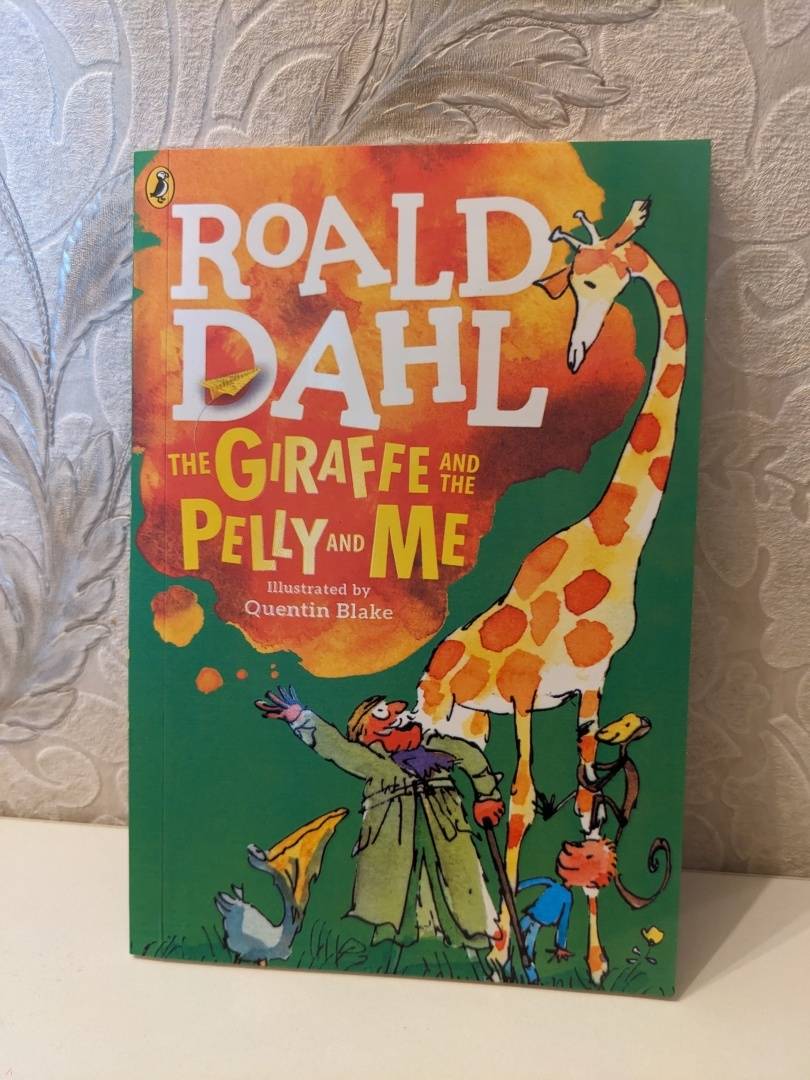 ROALD
DAHL
THE GIRAFFE AND THE
PELLY AND ME
Illustrated by
Quentin Blake